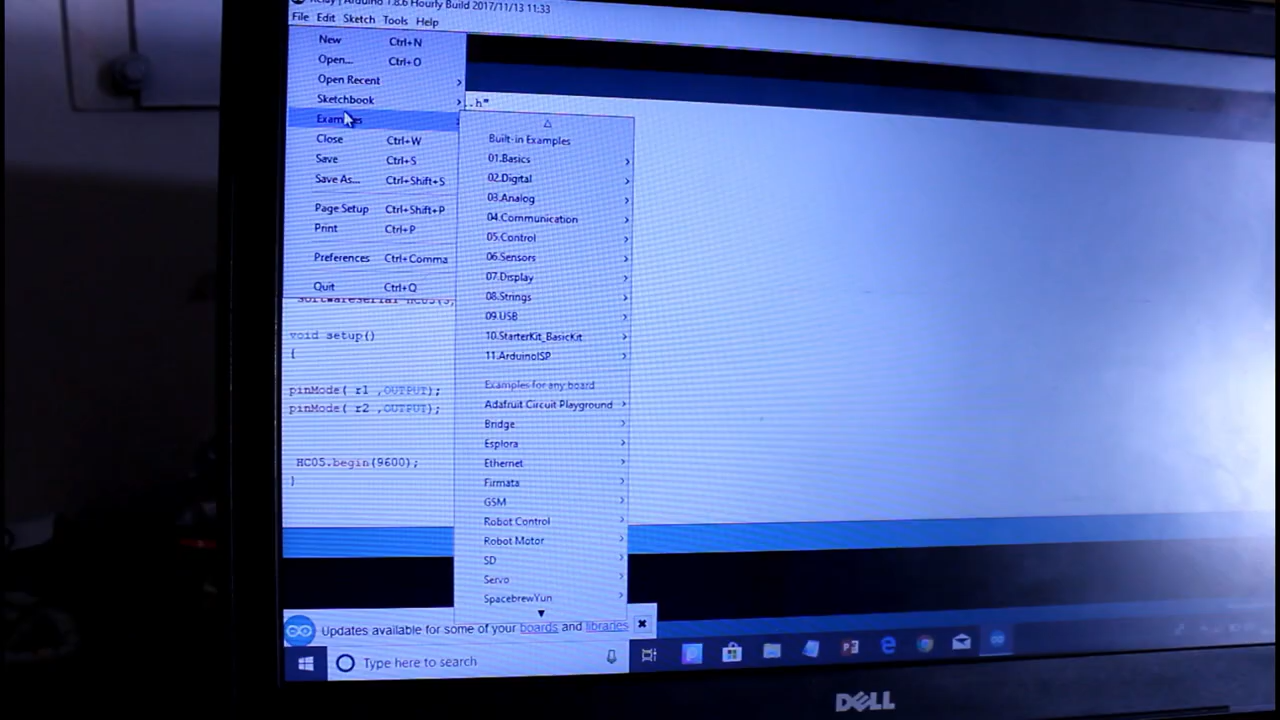 Relay | Arduino 1.8.6 Hourly Build 2017/11/13 11:33
File Edit Sketch Tools Help
New Ctrl+N
Open... Ctrl+O
Open Recent
Sketchbook
Examples
Close Ctrl+W
Save Ctrl+S
Save As... Ctrl+Shift+S
Page Setup Ctrl+Shift+P
Print Ctrl+P
Preferences Ctrl+Comma
Quit Ctrl+Q
.h"
Built-in Examples
01.Basics
02.Digital
03.Analog
04.Communication
05.Control
06.Sensors
07.Display
08.Strings
09.USB
10.StarterKit_BasicKit
11.ArduinoISP
Examples for any board
Adafruit Circuit Playground
Bridge
Esplora
Ethernet
Firmata
GSM
Robot Control
Robot Motor
SD
Servo
SpacebrewYun
void setup()
{
pinMode( r1 ,OUTPUT);
pinMode( r2 ,OUTPUT);
HC05.begin(9600);
}
Updates available for some of your boards and libraries
Type here to search
DELL